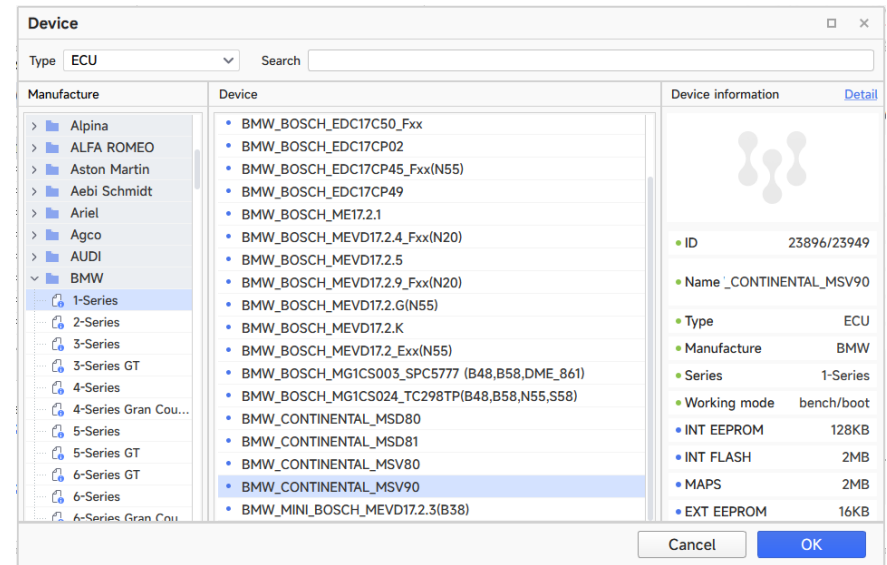 Device
Type ECU Search
Manufacture
Alpina
ALFA ROMEO
Aston Martin
Aebi Schmidt
Ariel
Agco
AUDI
BMW
1-Series
2-Series
3-Series
3-Series GT
4-Series
4-Series Gran Cou...
5-Series
5-Series GT
6-Series GT
6-Series
6-Series Gran Cou
Device
BMW_BOSCH_EDC17C50_Fxx
BMW_BOSCH_EDC17CP02
BMW_BOSCH_EDC17CP45_Fxx(N55)
BMW_BOSCH_EDC17CP49
BMW_BOSCH_ME17.2.1
BMW_BOSCH_MEVD17.2.4_Fxx(N20)
BMW_BOSCH_MEVD17.2.5
BMW_BOSCH_MEVD17.2.9_Fxx(N20)
BMW_BOSCH_MEVD17.2.G(N55)
BMW_BOSCH_MEVD17.2.K
BMW_BOSCH_MEVD17.2_Exx(N55)
BMW_BOSCH_MG1CS003_SPC5777 (B48,B58,DME_861)
BMW_BOSCH_MG1CS024_TC298TP(B48,B58,N55,S58)
BMW_CONTINENTAL_MSD80
BMW_CONTINENTAL_MSD81
BMW_CONTINENTAL_MSV80
BMW_CONTINENTAL_MSV90
BMW_MINI_BOSCH_MEVD17.2.3(B38)
Device information Detail
ID 23896/23949
Name _CONTINENTAL_MSV90
Type ECU
Manufacture BMW
Series 1-Series
Working mode bench/boot
INT EEPROM 128KB
INT FLASH 2MB
MAPS 2MB
EXT EEPROM 16KB
Cancel OK